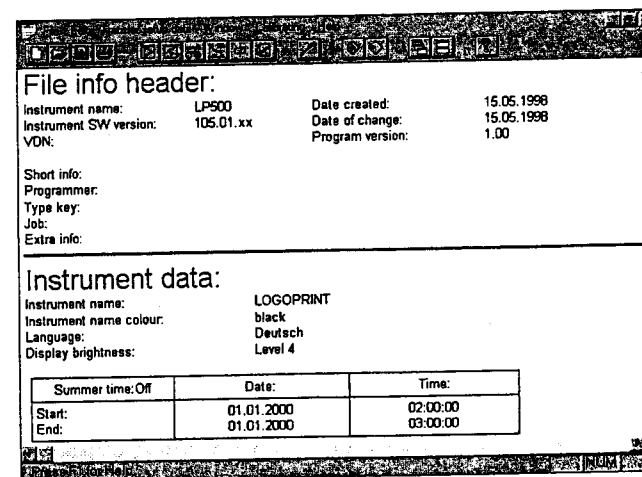 File info header:
Instrument name: LP500 Date created: 15.05.1998
Instrument SW version: 105.01.xx Date of change: 15.05.1998
VDN: Program version: 1.00
Short info:
Programmer:
Type key:
Job:
Extra info:
Instrument data:
Instrument name: LOGOPRINT
Instrument name colour: black
Language: Deutsch
Display brightness: Level 4
Summer time: Off Date: Time:
Start: 01.01.2000 02:00:00
End: 01.01.2000 03:00:00
NUM